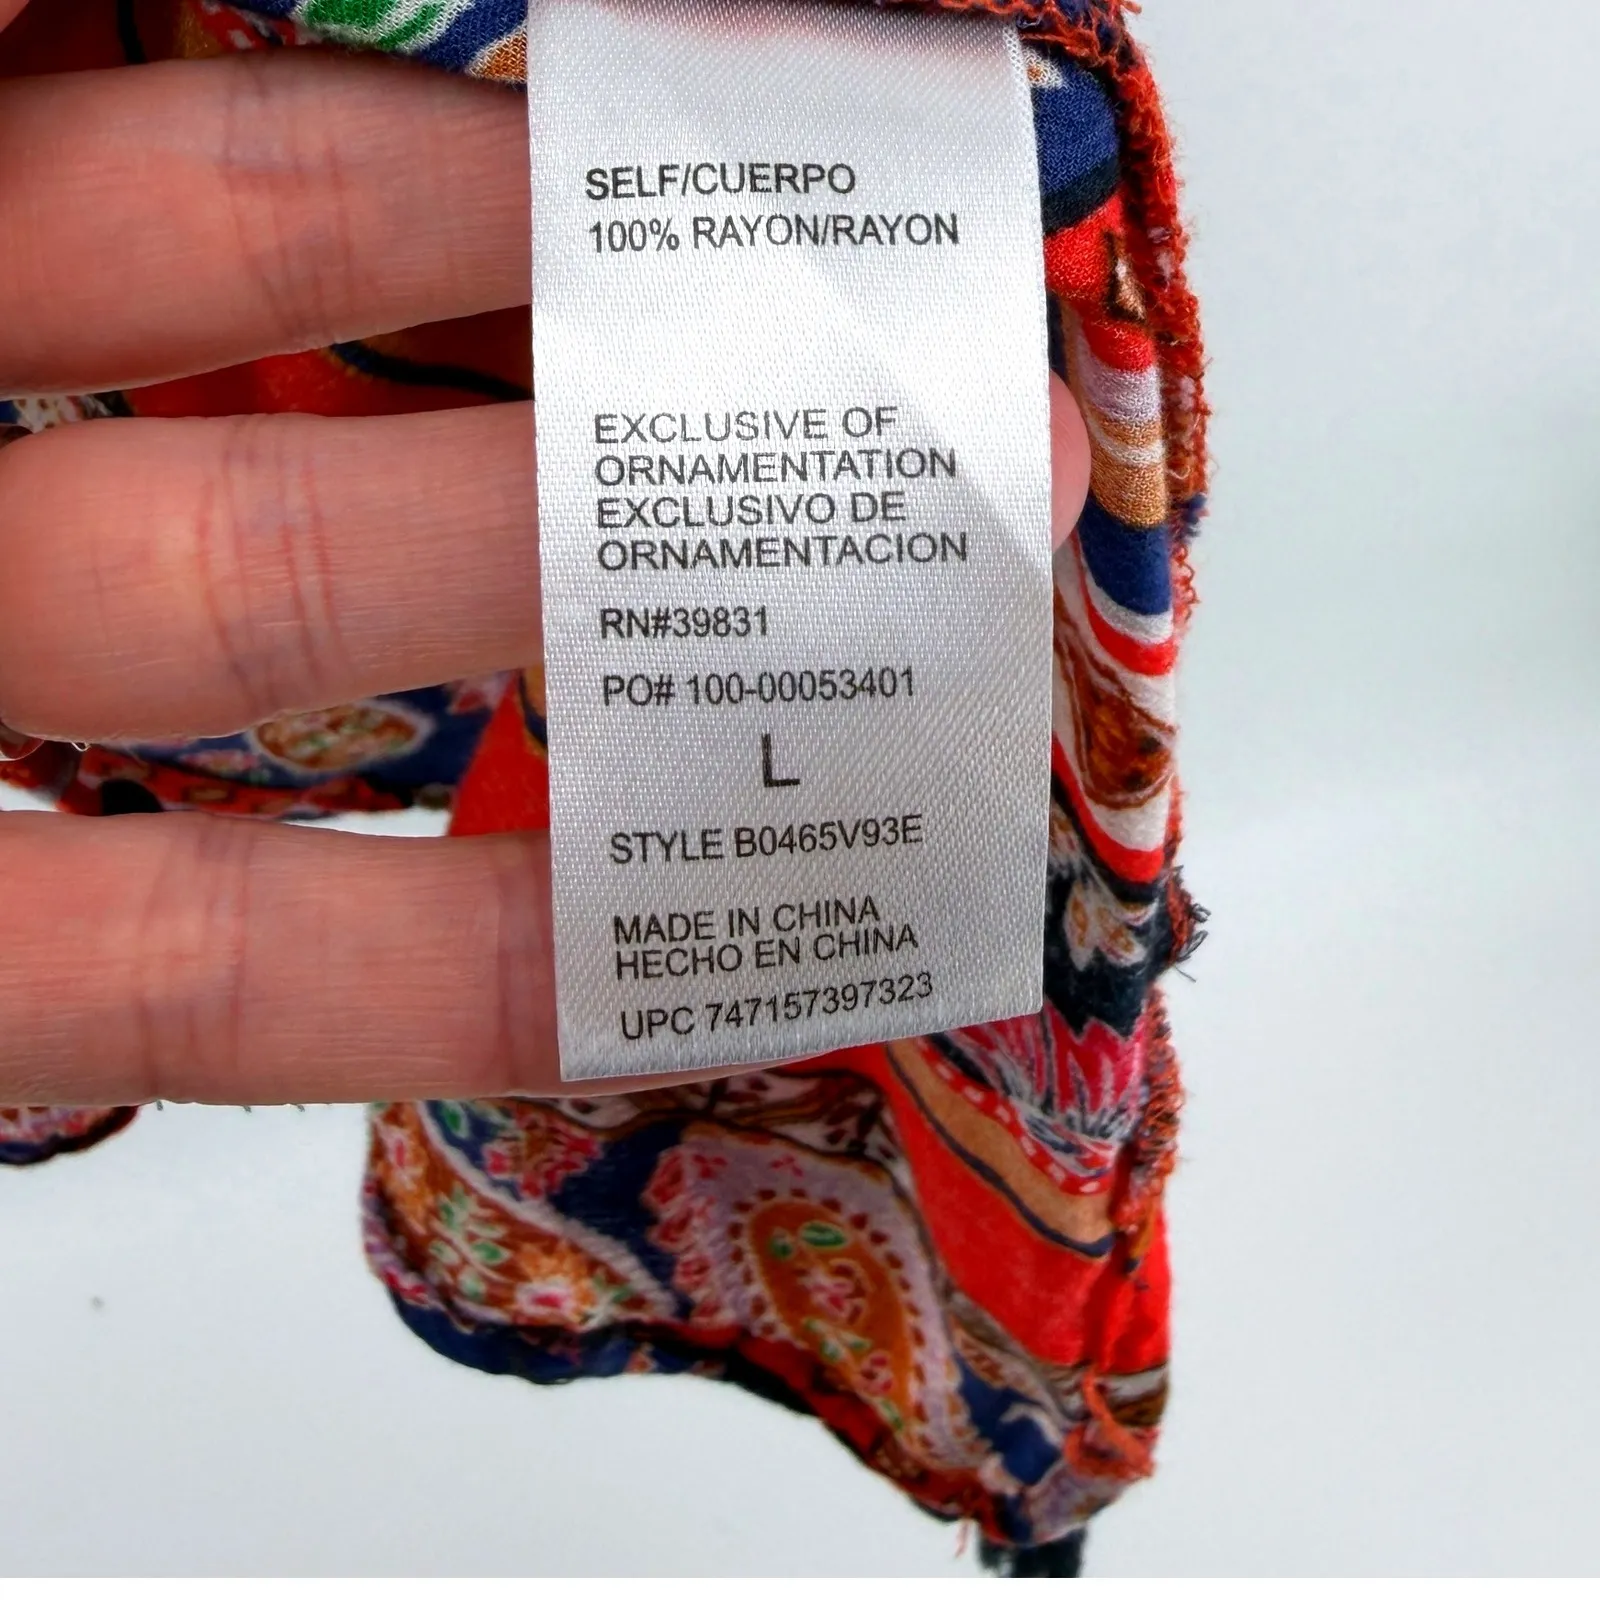 SELF/CUERPO
100% RAYON/RAYON
EXCLUSIVE OF
ORNAMENTATION
EXCLUSIVO DE
ORNAMENTACION
RN#39831
PO# 100-00053401
L
STYLE B0465V93E
MADE IN CHINA
HECHO EN CHINA
UPC 747157397323